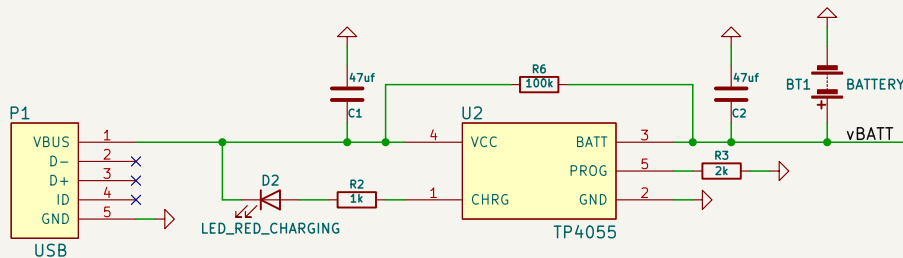 47uf
C1
R6
100k
47uf
C2
BT1
BATTERY
+
P1
VBUS
1
D-
2
D+
3
ID
4
GND
5
USB
D2
LED_RED_CHARGING
R2
1k
U2
4
VCC
BATT
3
PROG
5
1
CHRG
GND
2
TP4055
R3
2k
vBATT